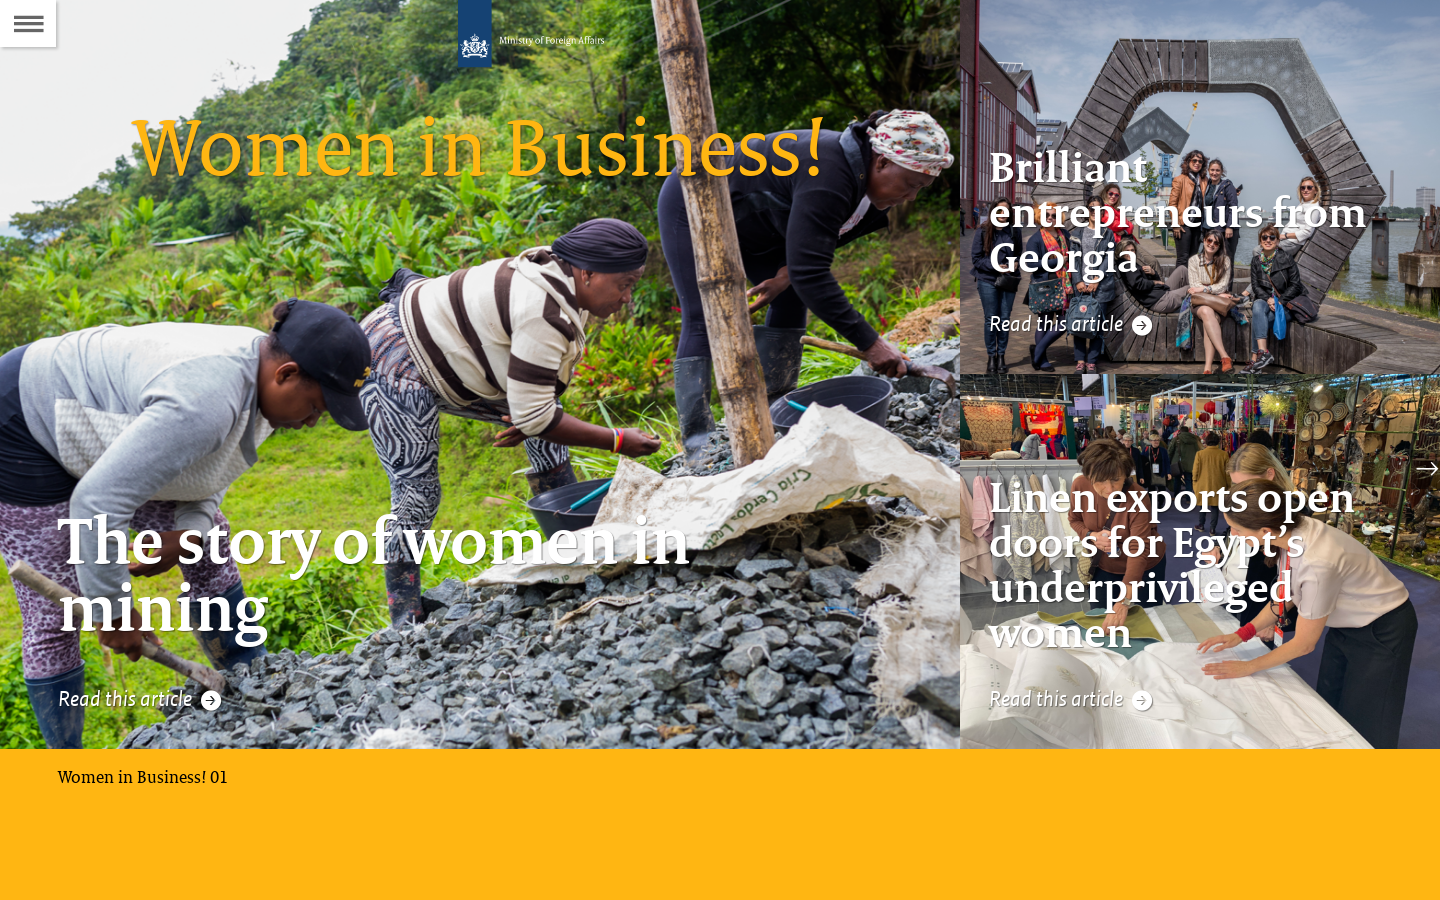 Ministry of Foreign Affairs
Women in Business!
The story of women in
mining
Read this article
Brilliant
entrepreneurs from
Georgia
Read this article
Linen exports open
doors for Egypt’s
underprivileged
women
Read this article
Women in Business! 01